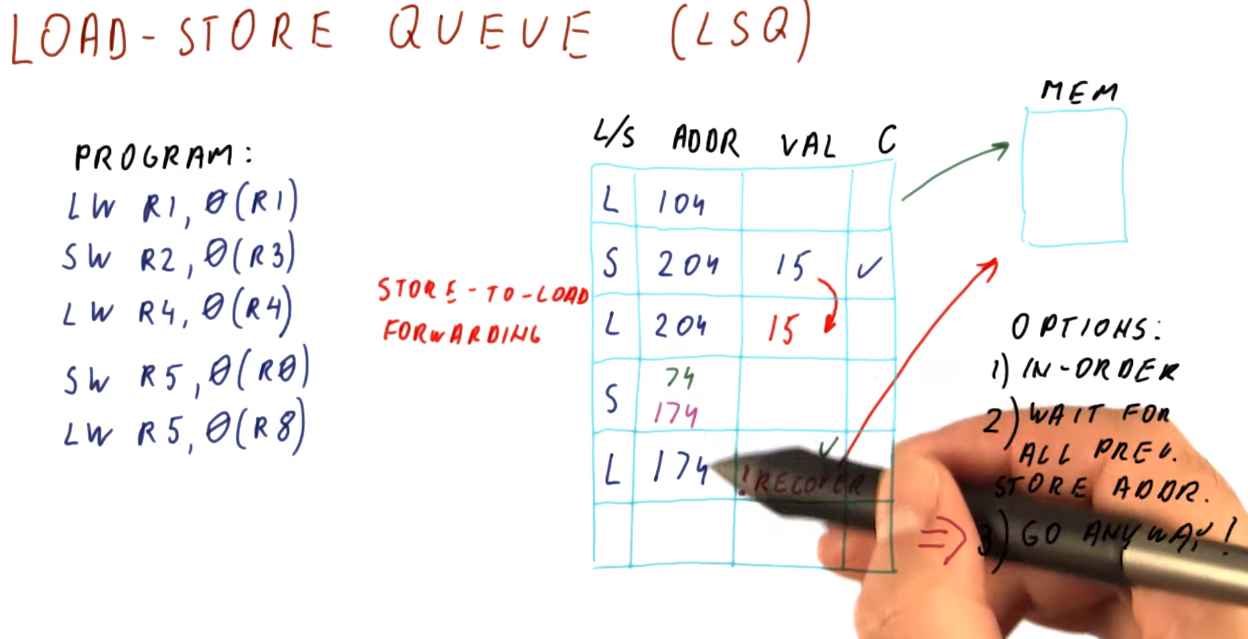 LOAD-STORE QUEUE (LSQ)
PROGRAM:
LW R1, 0(R1)
SW R2, 0(R3)
LW R4, 0(R4)
SW R5, 0(R0)
LW R5, 0(R8)
STORE-TO-LOAD
FORWARDING
L/S ADDR VAL C
L 104
S 204 15 ✓
L 204 15
S 74
174
L 174 ! RECOVER ✓
MEM
OPTIONS:
1) IN-ORDER
2) WAIT FOR
ALL PREV.
STORE ADDR.
⇒ 3) GO ANYWAY!